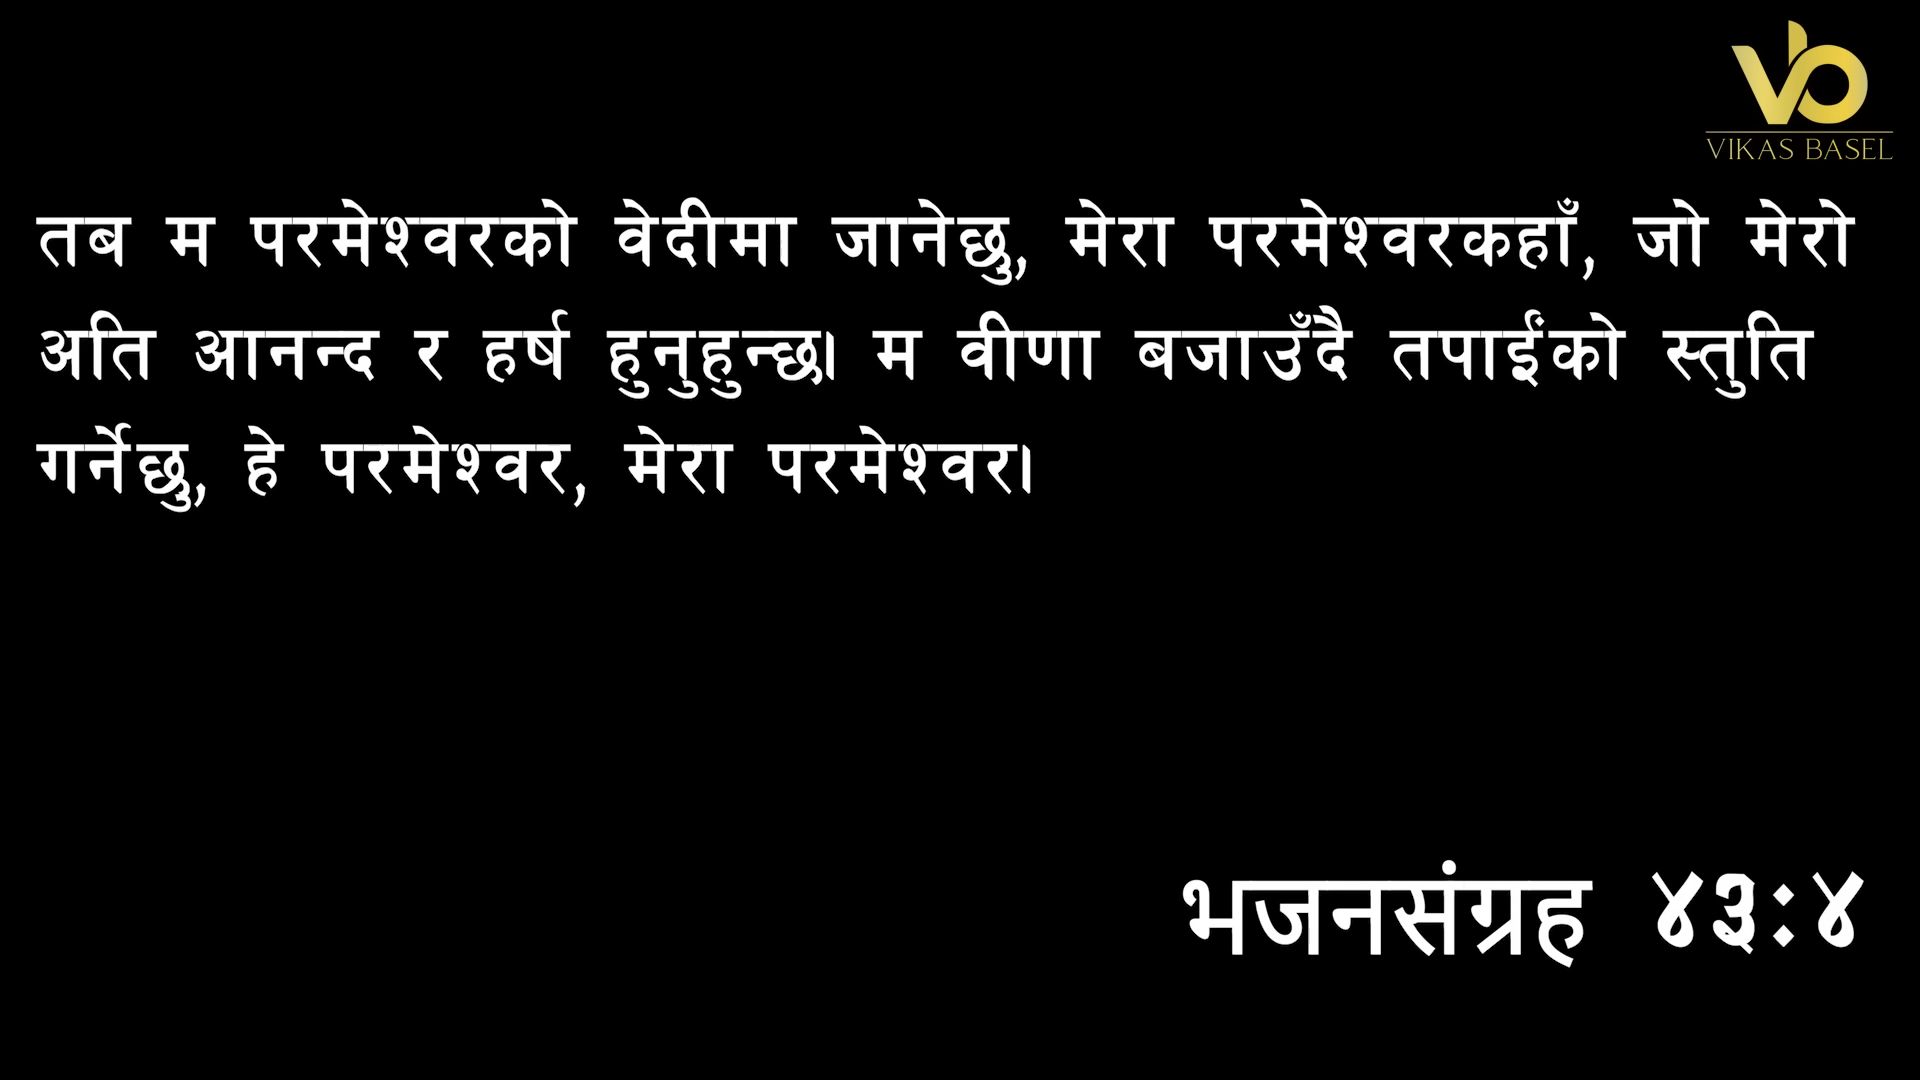 VIKAS BASEL
तब म परमेश्वरको वेदीमा जानेछु, मेरा परमेश्वरकहाँ, जो मेरो
अति आनन्द र हर्ष हुनुहुन्छ। म वीणा बजाउँदै तपाईंको स्तुति
गर्नेछु, हे परमेश्वर, मेरा परमेश्वर।
भजनसंग्रह ४३:४